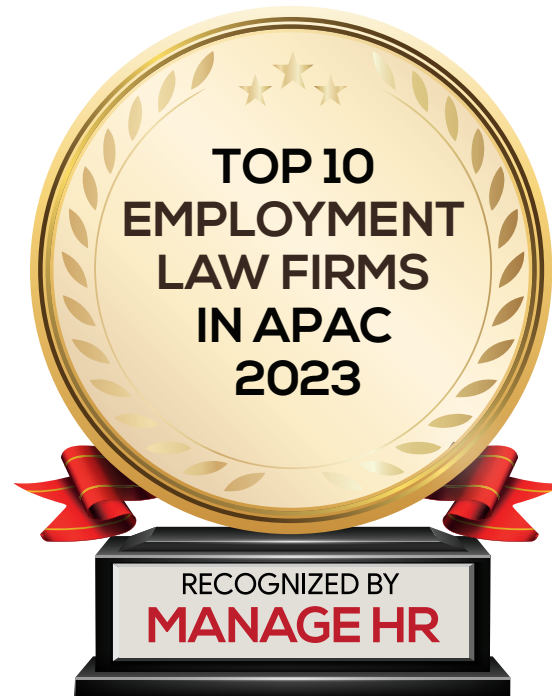 TOP 10
EMPLOYMENT
LAW FIRMS
IN APAC
2023
RECOGNIZED BY
MANAGE HR